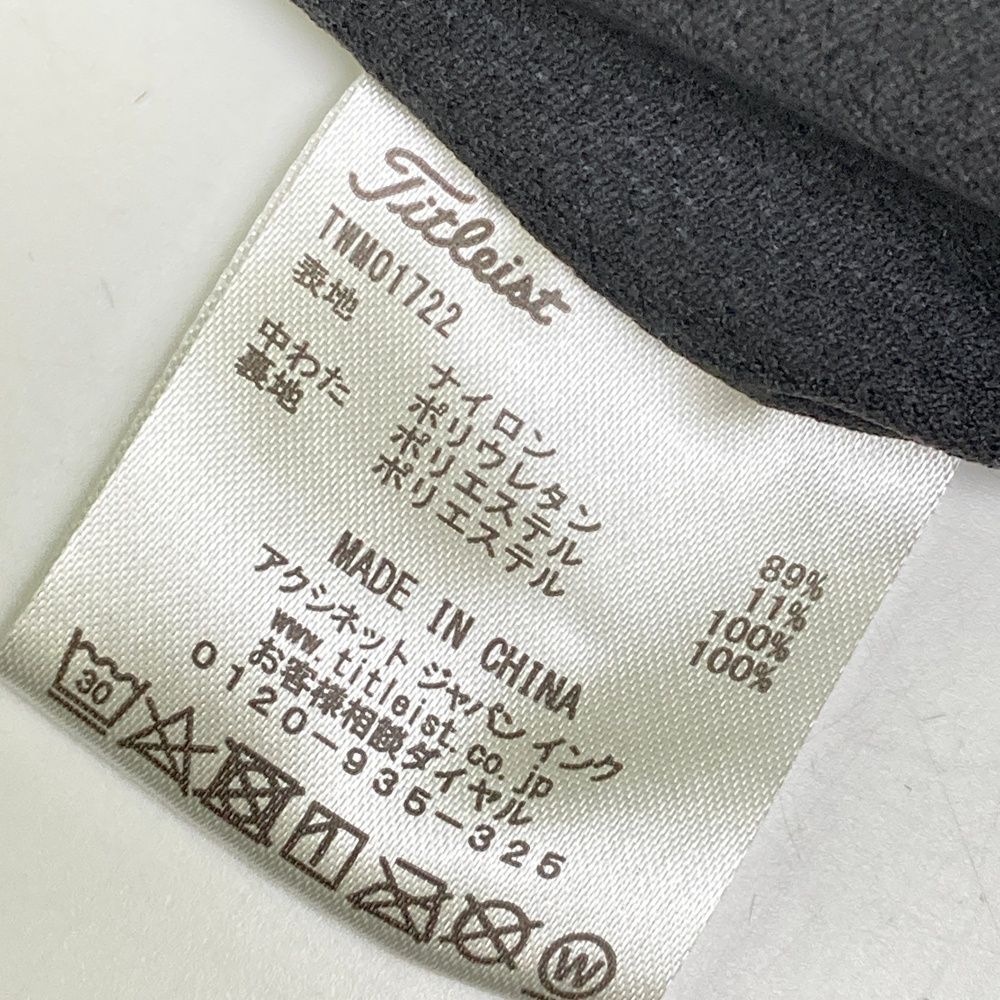 Titleist
TWMO1722
表地 ナイロン 89%
ポリウレタン 11%
中わた ポリエステル 100%
裏地 ポリエステル 100%
MADE IN CHINA
アクシネット ジャパン インク
www.titleist.co.jp
お客様相談ダイヤル
0120-935-325
30
W